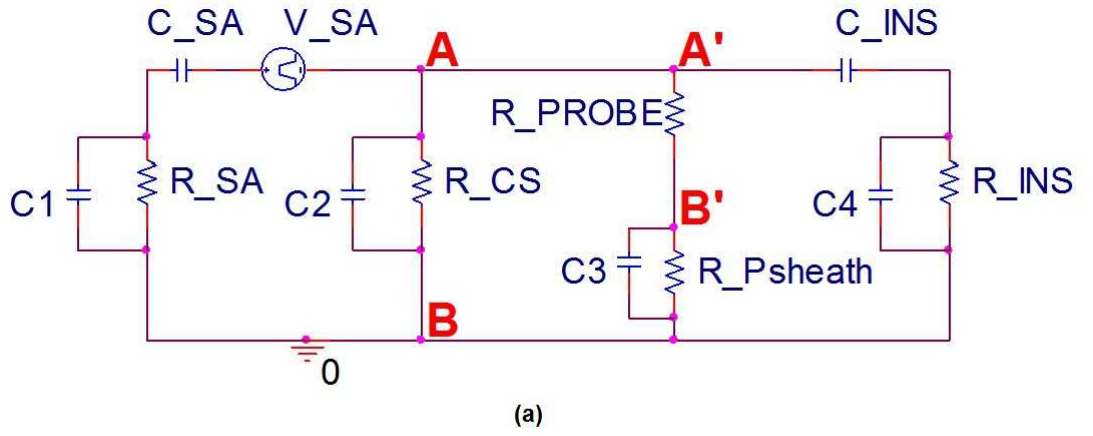 C_SA
V_SA
A
A'
C_INS
R_PROBE
C1
R_SA
C2
R_CS
B'
C3
R_Psheath
C4
R_INS
B
0
(a)